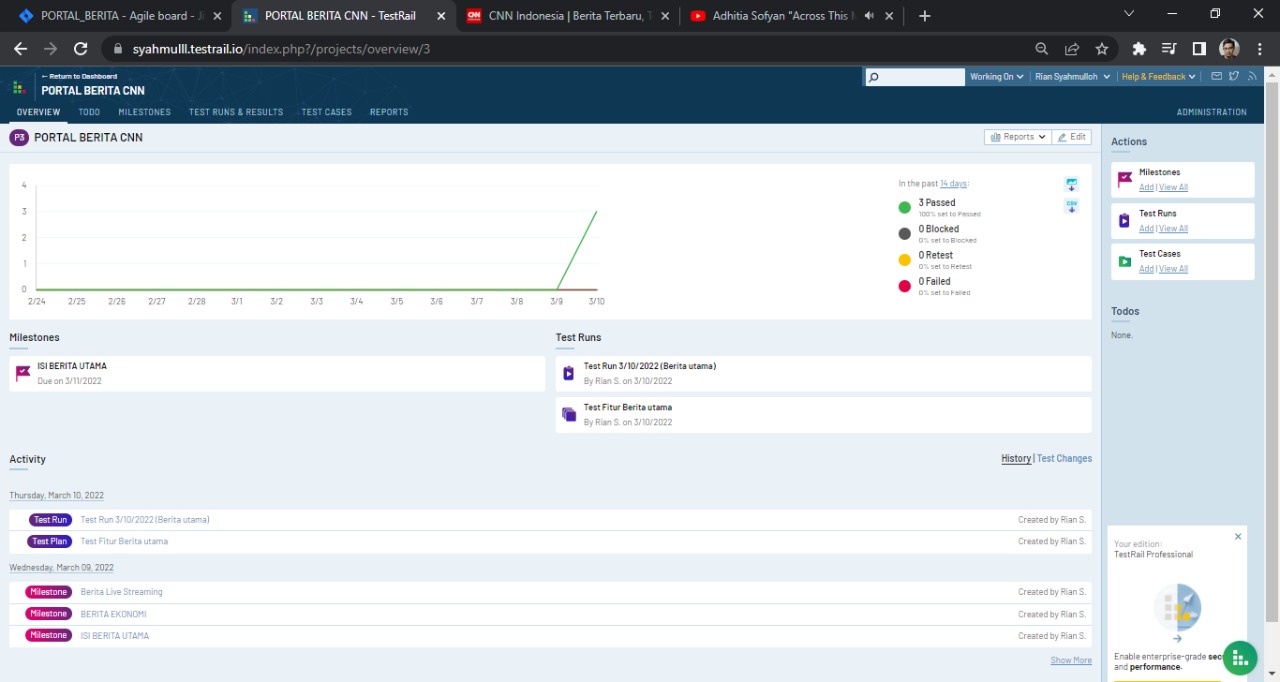 PORTAL_BERITA - Agile board - Ji
PORTAL BERITA CNN - TestRail
CNN Indonesia | Berita Terbaru, T
Adhitia Sofyan "Across This M
syahmulll.testrail.io/index.php?/projects/overview/3
← Return to Dashboard
PORTAL BERITA CNN
Working On
Rian Syahmulloh
Help & Feedback
OVERVIEW
TODO
MILESTONES
TEST RUNS & RESULTS
TEST CASES
REPORTS
ADMINISTRATION
P3 PORTAL BERITA CNN
Reports
Edit
4
3
2
1
0
2/24 2/25 2/26 2/27 2/28 3/1 3/2 3/3 3/4 3/5 3/6 3/7 3/8 3/9 3/10
In the past 14 days:
CSV
3 Passed
100% set to Passed
0 Blocked
0% set to Blocked
0 Retest
0% set to Retest
0 Failed
0% set to Failed
Milestones
ISI BERITA UTAMA
Due on 3/11/2022
Test Runs
Test Run 3/10/2022 (Berita utama)
By Rian S. on 3/10/2022
Test Fitur Berita utama
By Rian S. on 3/10/2022
Activity
History | Test Changes
Thursday, March 10, 2022
Test Run Test Run 3/10/2022 (Berita utama) Created by Rian S.
Test Plan Test Fitur Berita utama Created by Rian S.
Wednesday, March 09, 2022
Milestone Berita Live Streaming Created by Rian S.
Milestone BERITA EKONOMI Created by Rian S.
Milestone ISI BERITA UTAMA Created by Rian S.
Show More
Actions
Milestones
Add | View All
Test Runs
Add | View All
Test Cases
Add | View All
Todos
None.
Your edition:
TestRail Professional
Enable enterprise-grade secu
and performance.